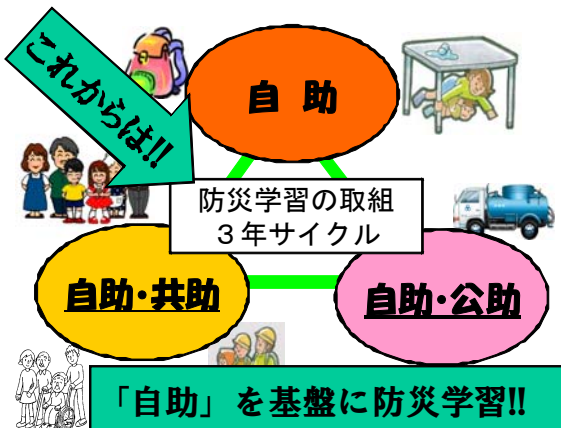 これからは!!
自 助
防災学習の取組
３年サイクル
自助･共助
自助･公助
「自助」を基盤に防災学習!!